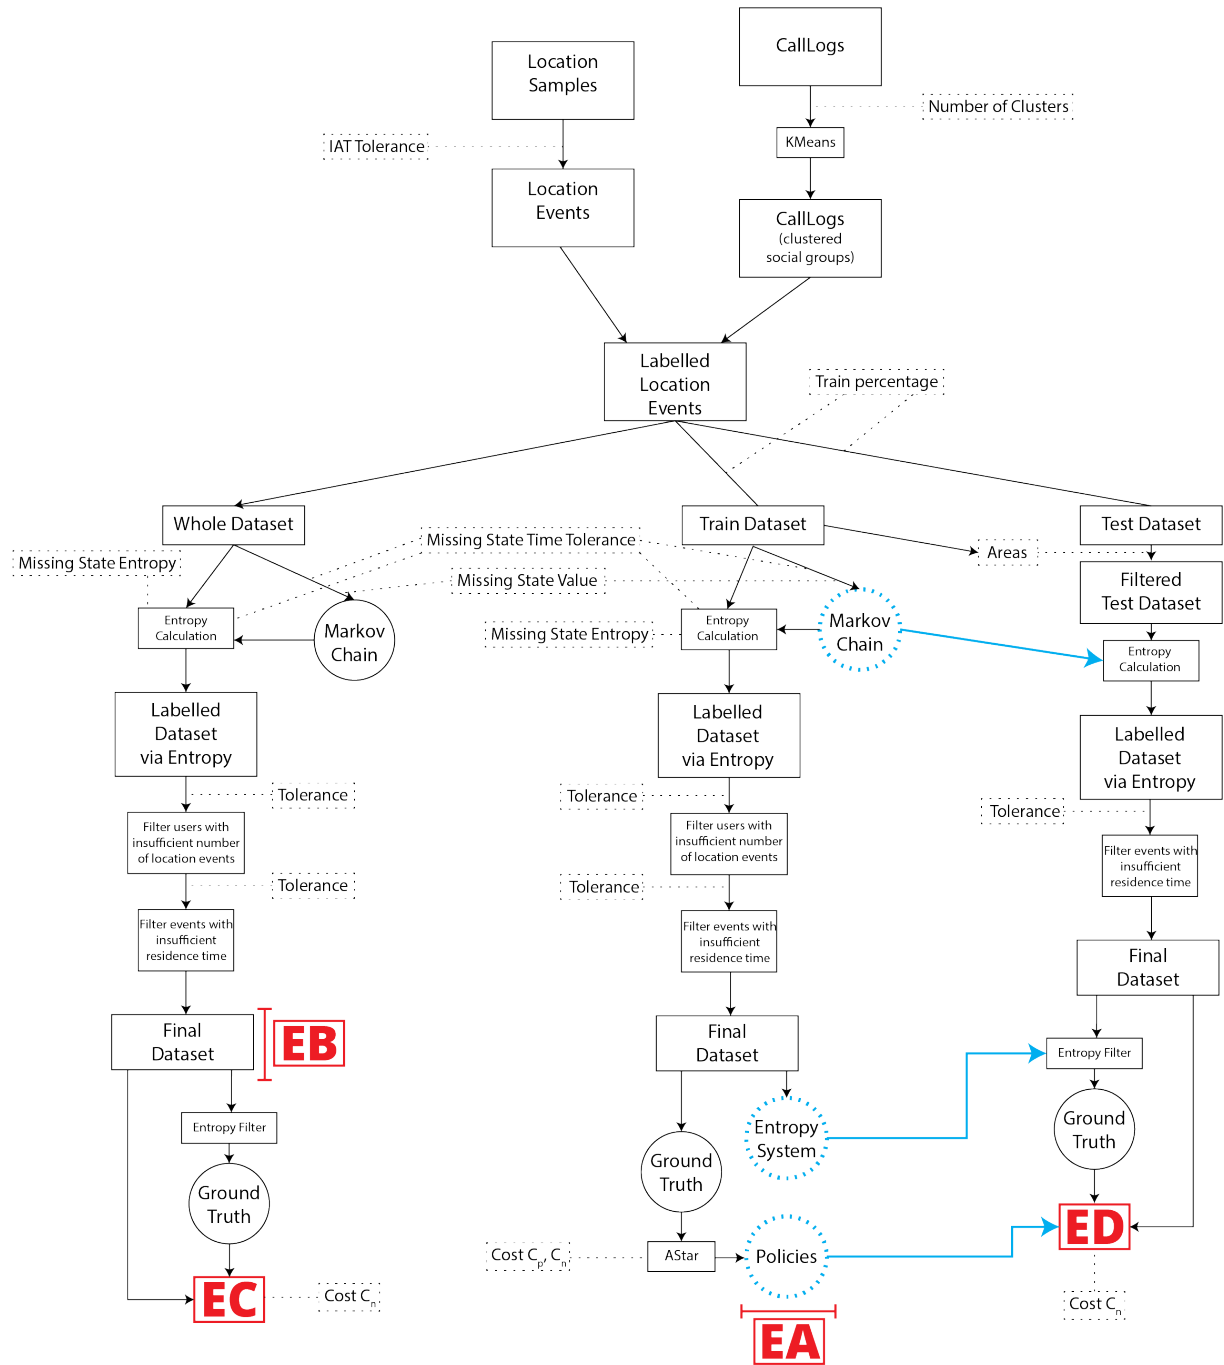 CallLogs
Location
Samples
Number of Clusters
IAT Tolerance
KMeans
Location
Events
CallLogs
(clustered
social groups)
Labelled
Location
Events
Train percentage
Whole Dataset
Train Dataset
Test Dataset
Missing State Time Tolerance
Areas
Missing State Entropy
Missing State Value
Filtered
Test Dataset
Entropy
Calculation
Markov
Chain
Missing State Entropy
Entropy
Calculation
Markov
Chain
Entropy
Calculation
Labelled
Dataset
via Entropy
Labelled
Dataset
via Entropy
Labelled
Dataset
via Entropy
Tolerance
Tolerance
Tolerance
Filter users with
insufficient number
of location events
Filter users with
insufficient number
of location events
Filter events with
insufficient
residence time
Tolerance
Tolerance
Filter events with
insufficient
residence time
Filter events with
insufficient
residence time
Final
Dataset
Final
Dataset
EB
Final
Dataset
Entropy Filter
Entropy Filter
Entropy
System
Ground
Truth
Ground
Truth
Ground
Truth
ED
Cost Cp, Cn
AStar
Policies
EC
Cost Cn
Cost Cn
EA